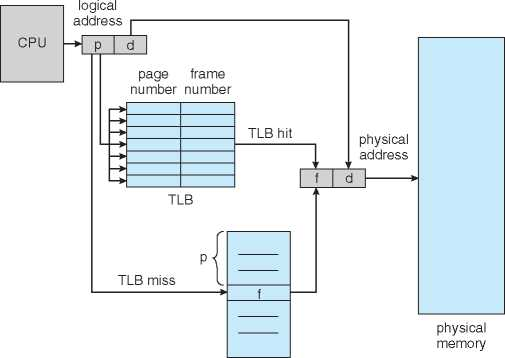 logical
address
CPU
p
d
page
number
frame
number
TLB hit
physical
address
f
d
TLB
p
TLB miss
f
physical
memory